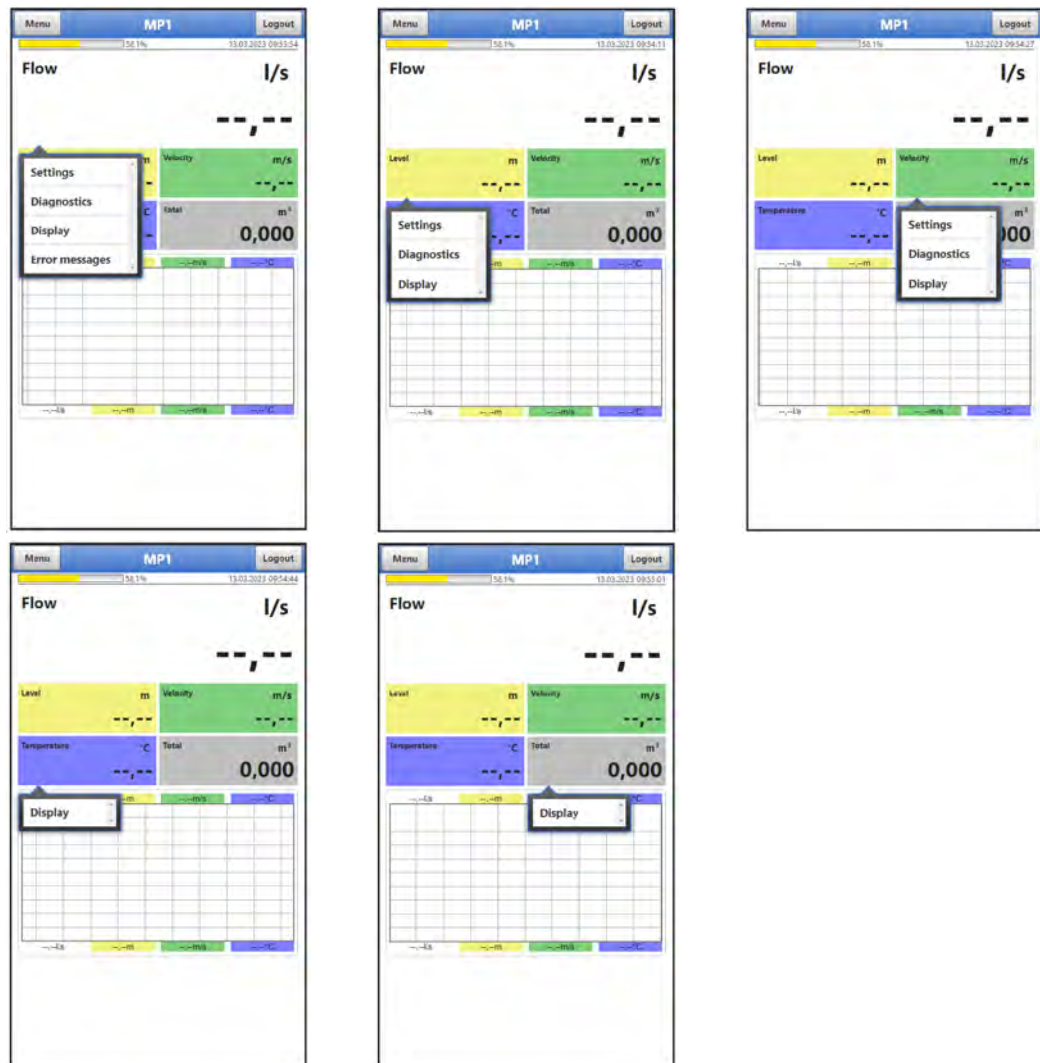 Menu MP1 Logout
58,1% 13.03.2023 09:53:54
Flow l/s
--,--
m Velocity m/s
- --,--
°C Total m³
- 0,000
Settings
Diagnostics
Display
Error messages
--,--m/s --,--°C
--,--l/s --,--m --,--m/s --,--°C
Menu MP1 Logout
58,1% 13.03.2023 09:54:11
Flow l/s
--,--
Level m Velocity m/s
--,-- --,--
°C Total m³
--,-- 0,000
Settings
Diagnostics
Display
--,--m --,--m/s --,--°C
--,--l/s --,--m --,--m/s --,--°C
Menu MP1 Logout
58,1% 13.03.2023 09:54:27
Flow l/s
--,--
Level m Velocity m/s
--,-- --,--
Temperature °C m³
--,-- 000
Settings
Diagnostics
Display
--,--l/s --,--m --°C
--,--l/s --,--m --,--m/s --,--°C
Menu MP1 Logout
58,1% 13.03.2023 09:54:44
Flow l/s
--,--
Level m Velocity m/s
--,-- --,--
Temperature °C Total m³
--,-- 0,000
Display
--,--m --,--m/s --,--°C
--,--l/s --,--m --,--m/s --,--°C
Menu MP1 Logout
58,1% 13.03.2023 09:55:01
Flow l/s
--,--
Level m Velocity m/s
--,-- --,--
Temperature °C Total m³
--,-- 0,000
Display
--,--l/s --,--m --°C
--,--l/s --,--m --,--m/s --,--°C